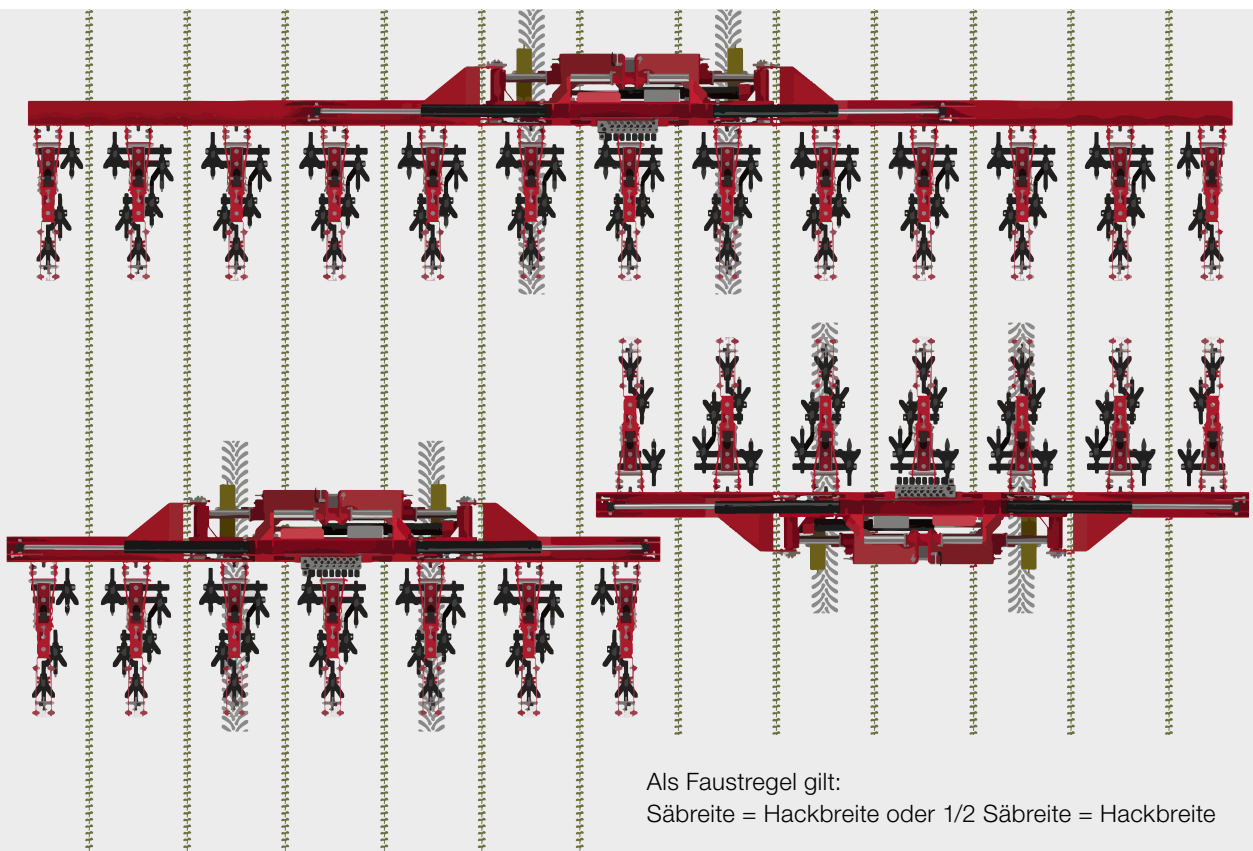 Als Faustregel gilt:
Säbreite = Hackbreite oder 1/2 Säbreite = Hackbreite